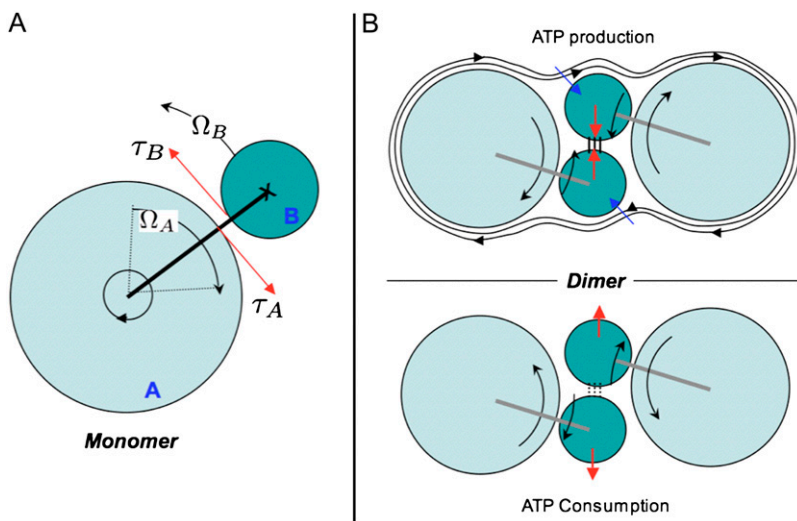 A
Ω_B
τ_B
B
Ω_A
τ_A
A
Monomer
B
ATP production
Dimer
ATP Consumption